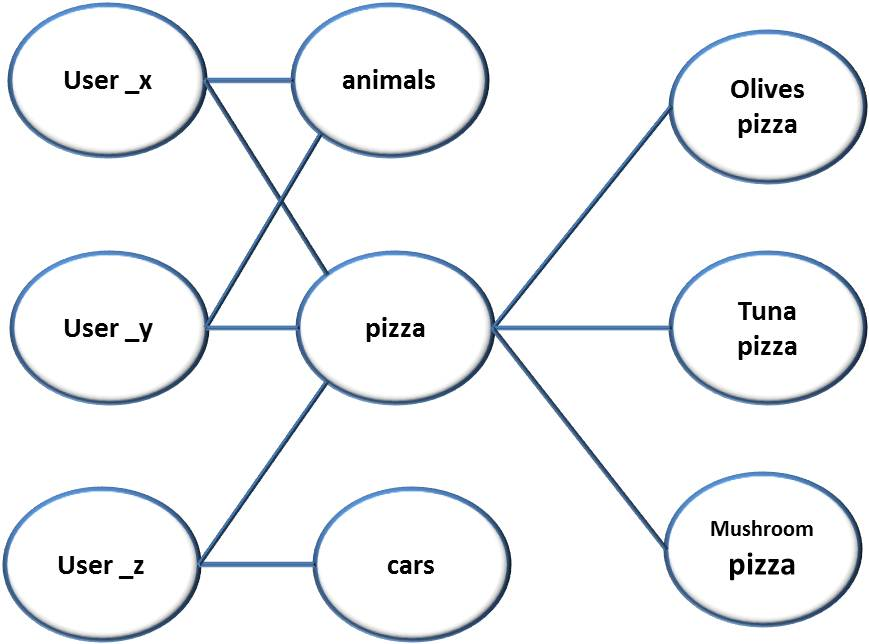 User _x
animals
Olives
pizza
User _y
pizza
Tuna
pizza
User _z
cars
Mushroom
pizza